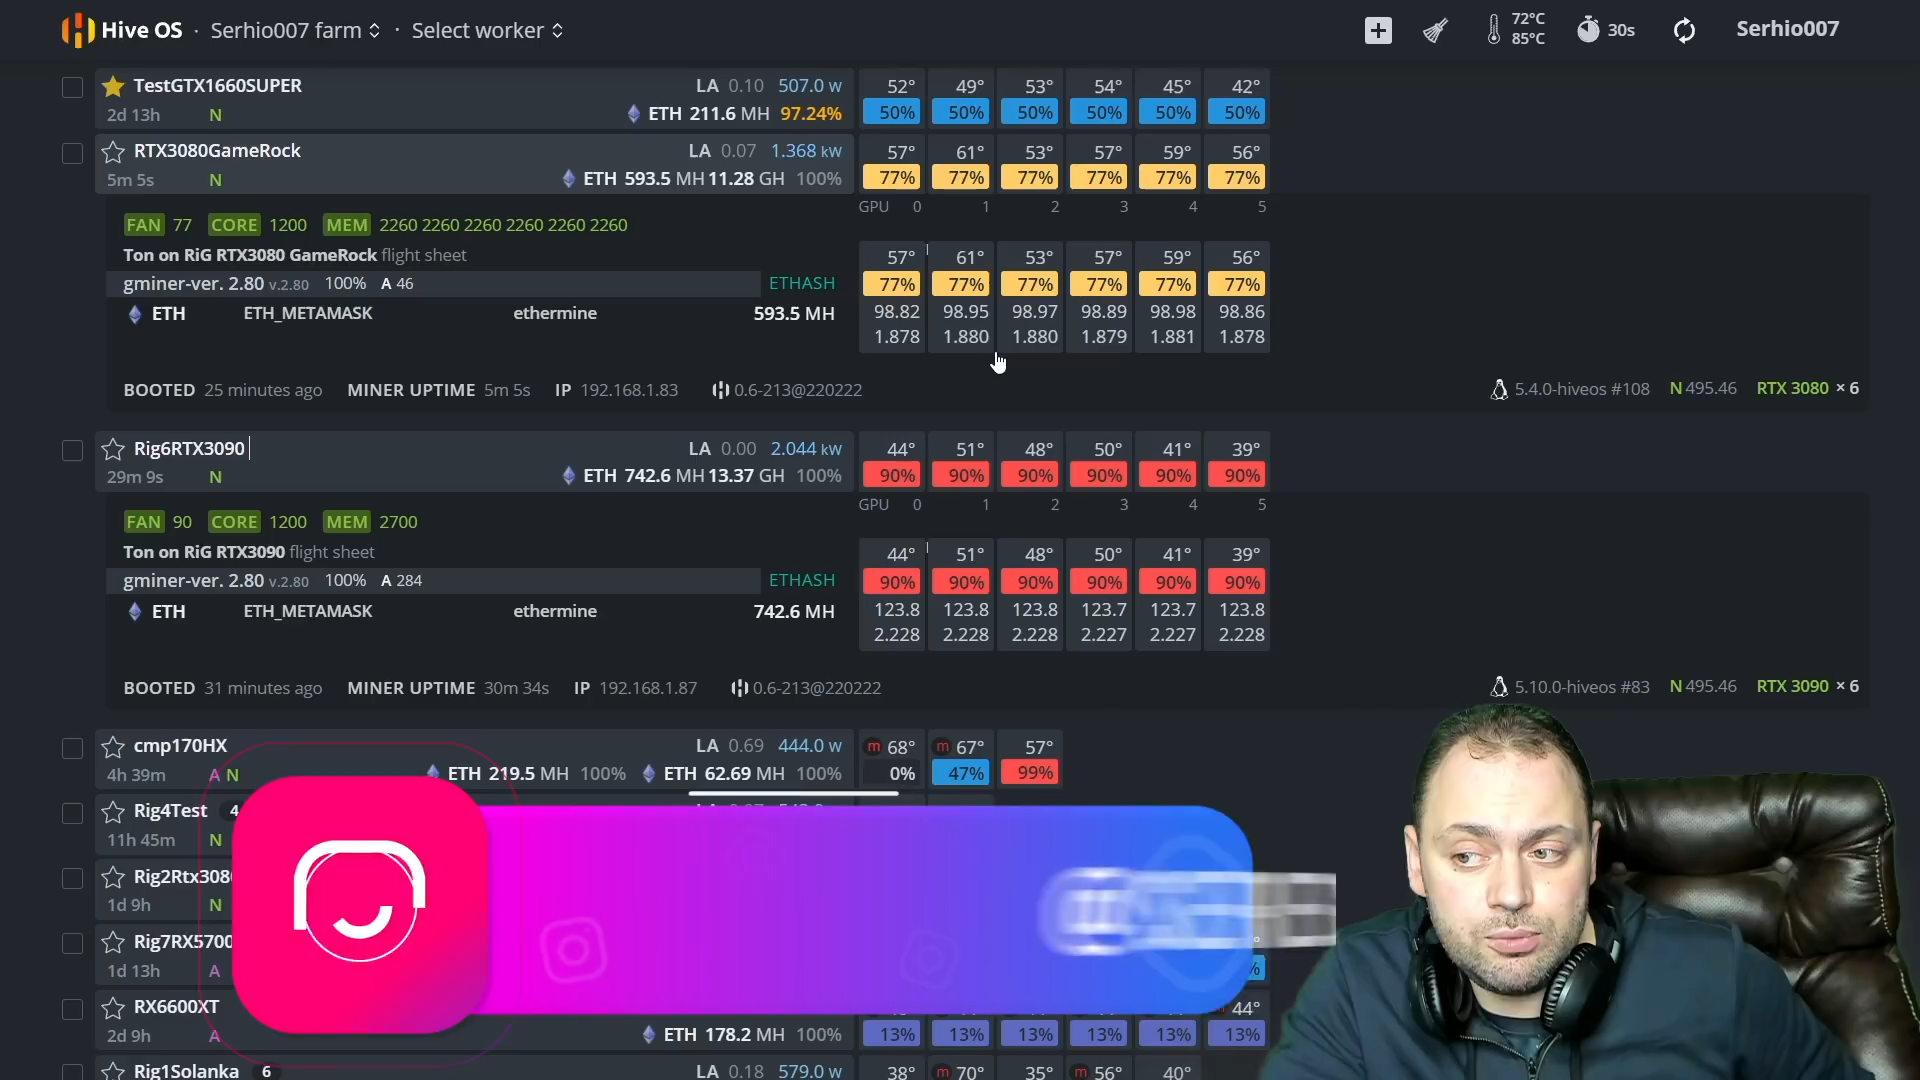 Hive OS · Serhio007 farm · Select worker 72°C 85°C 30s Serhio007
TestGTX1660SUPER LA 0.10 507.0 w 52° 49° 53° 54° 45° 42°
2d 13h N ETH 211.6 MH 97.24% 50% 50% 50% 50% 50% 50%
RTX3080GameRock LA 0.07 1.368 kw 57° 61° 53° 57° 59° 56°
5m 5s N ETH 593.5 MH 11.28 GH 100% 77% 77% 77% 77% 77% 77%
GPU 0 1 2 3 4 5
FAN 77 CORE 1200 MEM 2260 2260 2260 2260 2260 2260
Ton on RiG RTX3080 GameRock flight sheet 57° 61° 53° 57° 59° 56°
gminer-ver. 2.80 v.2.80 100% A 46 ETHASH 77% 77% 77% 77% 77% 77%
ETH ETH_METAMASK ethermine 593.5 MH 98.82 98.95 98.97 98.89 98.98 98.86
1.878 1.880 1.880 1.879 1.881 1.878
BOOTED 25 minutes ago MINER UPTIME 5m 5s IP 192.168.1.83 0.6-213@220222 5.4.0-hiveos #108 N 495.46 RTX 3080 × 6
Rig6RTX3090 LA 0.00 2.044 kw 44° 51° 48° 50° 41° 39°
29m 9s N ETH 742.6 MH 13.37 GH 100% 90% 90% 90% 90% 90% 90%
GPU 0 1 2 3 4 5
FAN 90 CORE 1200 MEM 2700
Ton on RiG RTX3090 flight sheet 44° 51° 48° 50° 41° 39°
gminer-ver. 2.80 v.2.80 100% A 284 ETHASH 90% 90% 90% 90% 90% 90%
ETH ETH_METAMASK ethermine 742.6 MH 123.8 123.8 123.8 123.7 123.7 123.8
2.228 2.228 2.228 2.227 2.227 2.228
BOOTED 31 minutes ago MINER UPTIME 30m 34s IP 192.168.1.87 0.6-213@220222 5.10.0-hiveos #83 N 495.46 RTX 3090 × 6
cmp170HX LA 0.69 444.0 w m 68° m 67° 57°
4h 39m A N ETH 219.5 MH 100% ETH 62.69 MH 100% 0% 47% 99%
Rig4Test 4
11h 45m N
Rig2Rtx308
1d 9h N
Rig7RX5700
1d 13h A %
RX6600XT 44°
2d 9h A ETH 178.2 MH 100% 13% 13% 13% 13% 13% 13%
Rig1Solanka 6 LA 0.18 579.0 w 38° m 70° 35° m 56° 40°